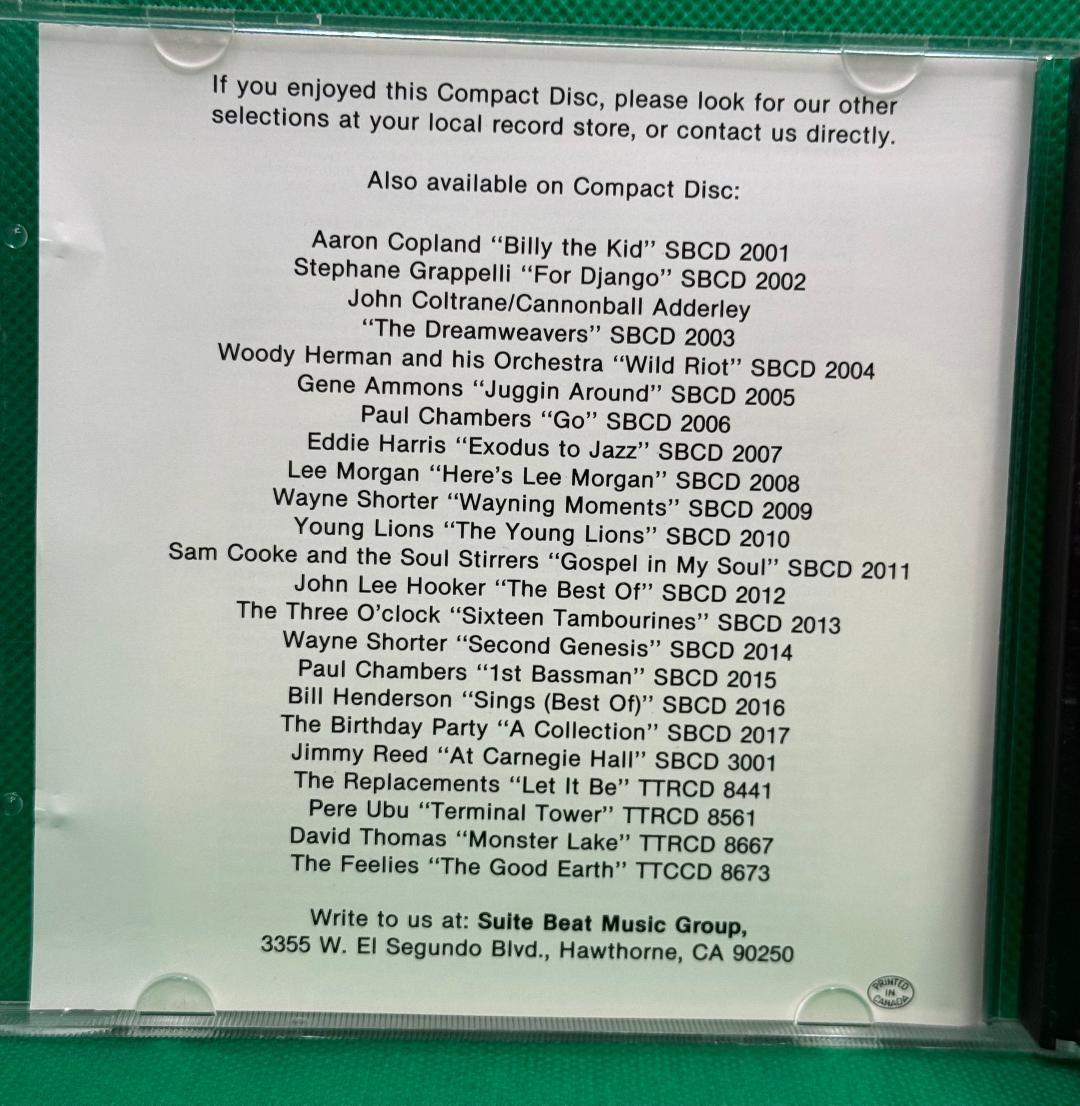 If you enjoyed this Compact Disc, please look for our other
selections at your local record store, or contact us directly.
Also available on Compact Disc:
Aaron Copland “Billy the Kid” SBCD 2001
Stephane Grappelli “For Django” SBCD 2002
John Coltrane/Cannonball Adderley
“The Dreamweavers” SBCD 2003
Woody Herman and his Orchestra “Wild Riot” SBCD 2004
Gene Ammons “Juggin Around” SBCD 2005
Paul Chambers “Go” SBCD 2006
Eddie Harris “Exodus to Jazz” SBCD 2007
Lee Morgan “Here’s Lee Morgan” SBCD 2008
Wayne Shorter “Wayning Moments” SBCD 2009
Young Lions “The Young Lions” SBCD 2010
Sam Cooke and the Soul Stirrers “Gospel in My Soul” SBCD 2011
John Lee Hooker “The Best Of” SBCD 2012
The Three O’clock “Sixteen Tambourines” SBCD 2013
Wayne Shorter “Second Genesis” SBCD 2014
Paul Chambers “1st Bassman” SBCD 2015
Bill Henderson “Sings (Best Of)” SBCD 2016
The Birthday Party “A Collection” SBCD 2017
Jimmy Reed “At Carnegie Hall” SBCD 3001
The Replacements “Let It Be” TTRCD 8441
Pere Ubu “Terminal Tower” TTRCD 8561
David Thomas “Monster Lake” TTRCD 8667
The Feelies “The Good Earth” TTCCD 8673
Write to us at: Suite Beat Music Group,
3355 W. El Segundo Blvd., Hawthorne, CA 90250
PRINTED
IN
CANADA